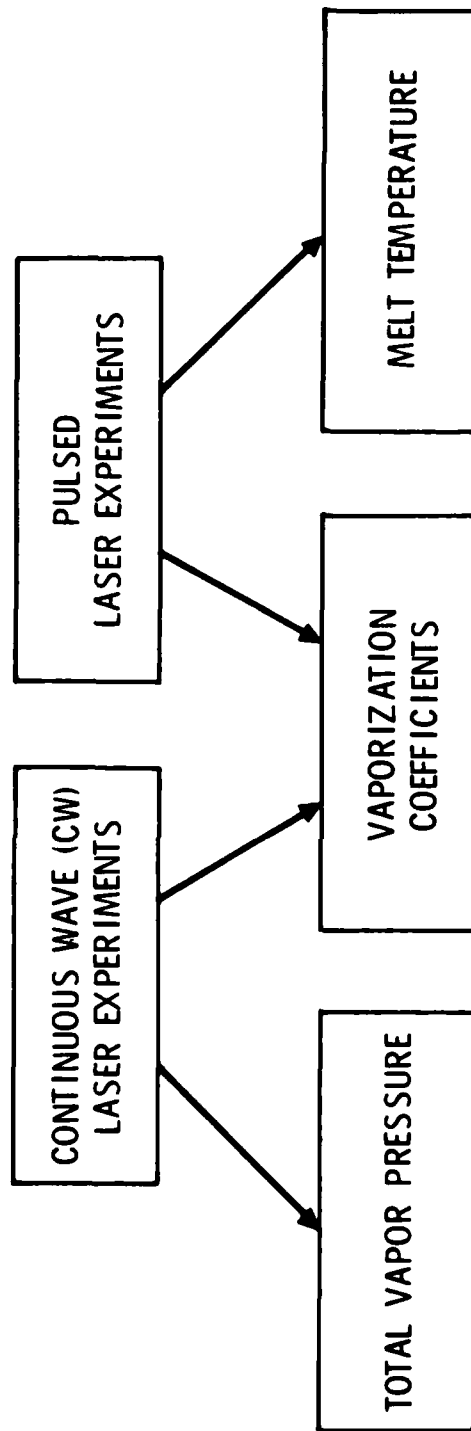 CONTINUOUS WAVE (CW)
LASER EXPERIMENTS
PULSED
LASER EXPERIMENTS
TOTAL VAPOR PRESSURE
VAPORIZATION
COEFFICIENTS
MELT TEMPERATURE